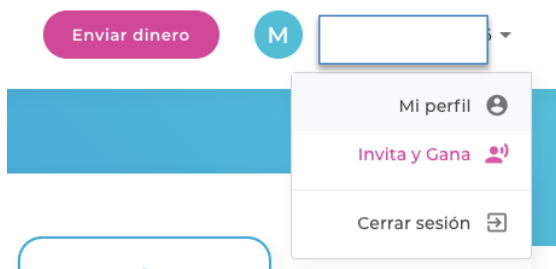 Enviar dinero
M
Mi perfil
Invita y Gana
Cerrar sesión